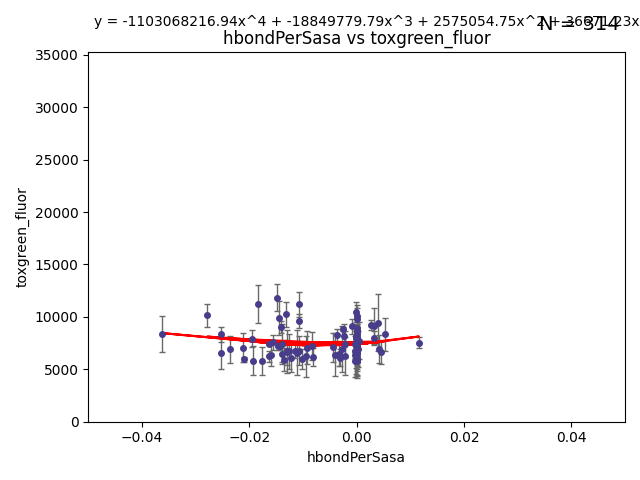 y = -1103068216.94x^4 + -18849779.79x^3 + 2575054.75x^2 +
N = 314
hbondPerSasa vs toxgreen_fluor
35000
30000
25000
20000
15000
10000
5000
0
toxgreen_fluor
-0.04
-0.02
0.00
0.02
0.04
hbondPerSasa